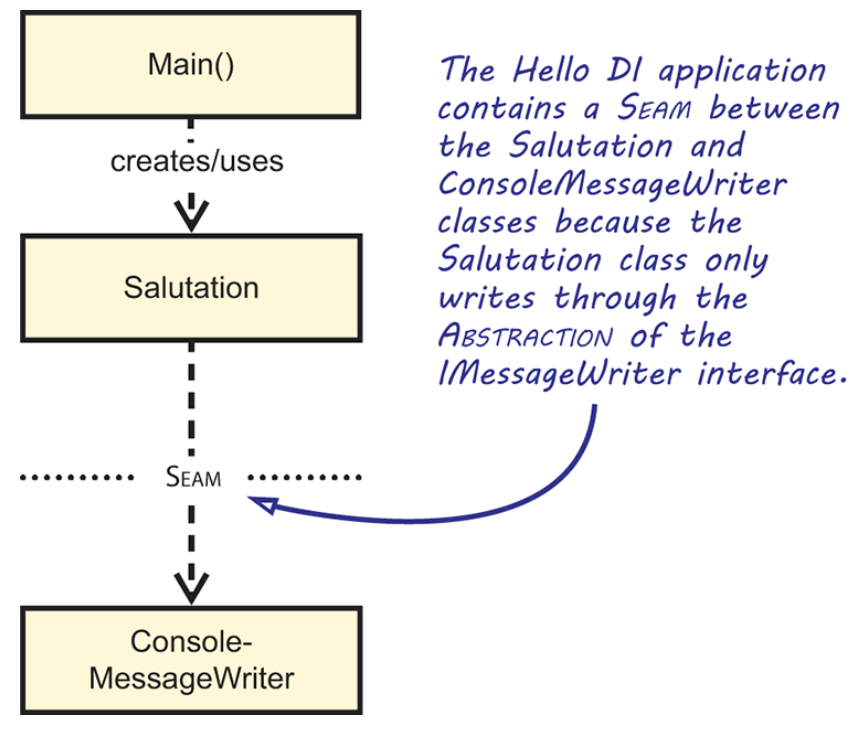 Main()
creates/uses
Salutation
SEAM
Console-
MessageWriter
The Hello DI application
contains a SEAM between
the Salutation and
ConsoleMessageWriter
classes because the
Salutation class only
writes through the
ABSTRACTION of the
IMessageWriter interface.